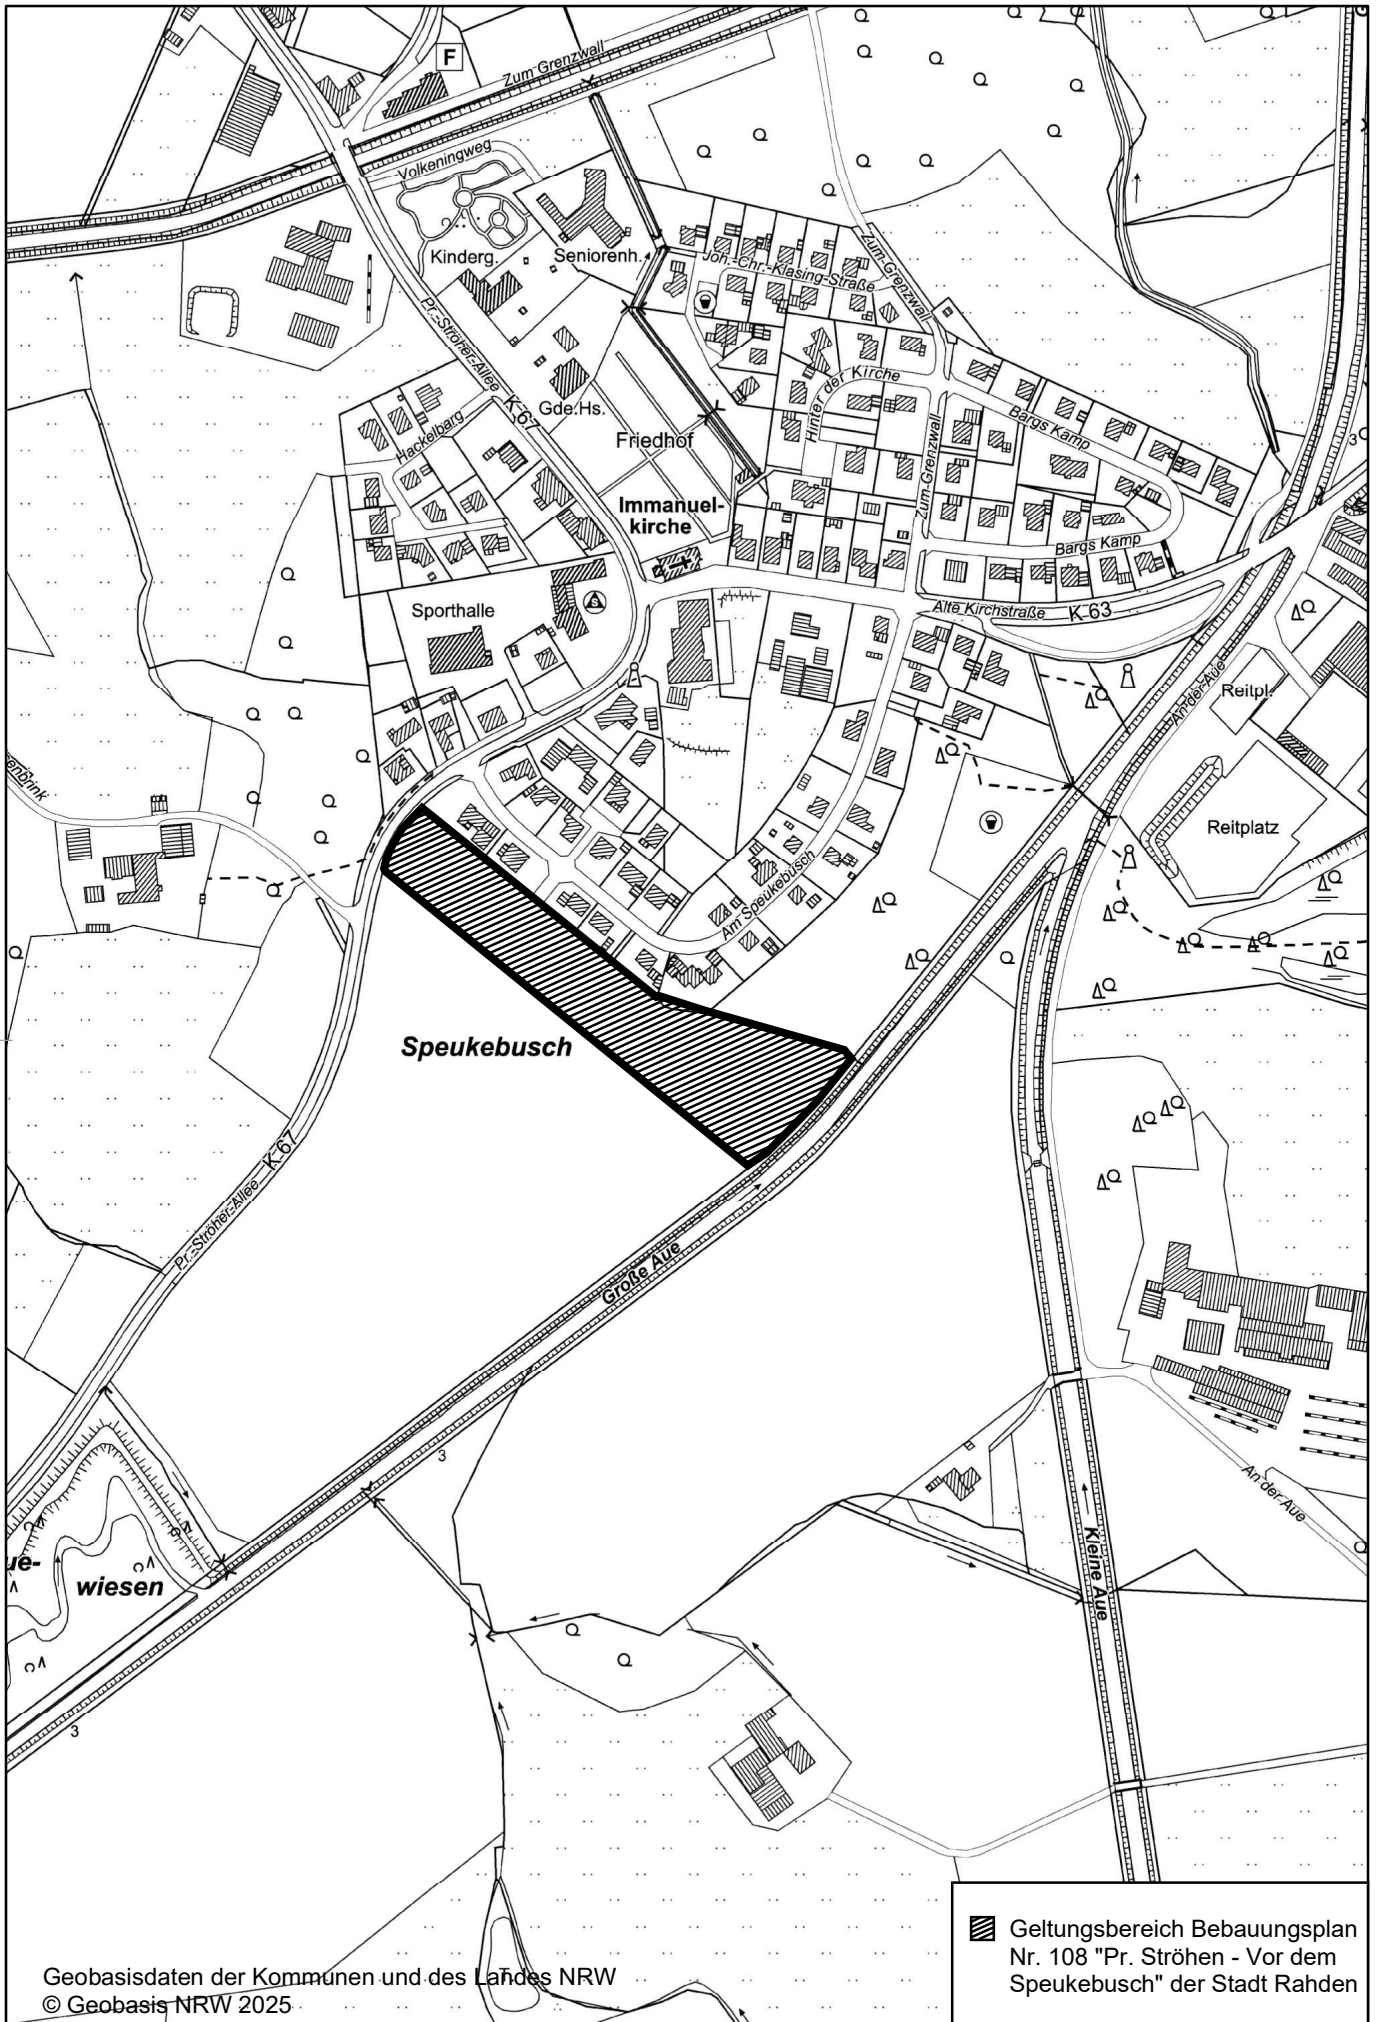 F
Zum Grenzwall
Volkeningweg
Kinderg.
Seniorenh.
Joh.-Chr.-Klasing-Straße
Zum-Grenzwall
Pr.-Ströher-Allee
K 67
Hinter der Kirche
Gde.Hs.
Hackelbarg
Friedhof
Bargs Kamp
Zum-Grenzwall
Immanuel-
kirche
Bargs Kamp
Sporthalle
S
Alte Kirchstraße
K-63
An-der-Aue
Reitpl.
Reitplatz
Am Speukebusch
Speukebusch
K-67
Pr.-Ströher-Allee
Große Aue
3
3
An-der-Aue
Kleine Aue
ue-
wiesen
3
Geobasisdaten der Kommunen und des Landes NRW
© Geobasis NRW 2025
Geltungsbereich Bebauungsplan
Nr. 108 "Pr. Ströhen - Vor dem
Speukebusch" der Stadt Rahden